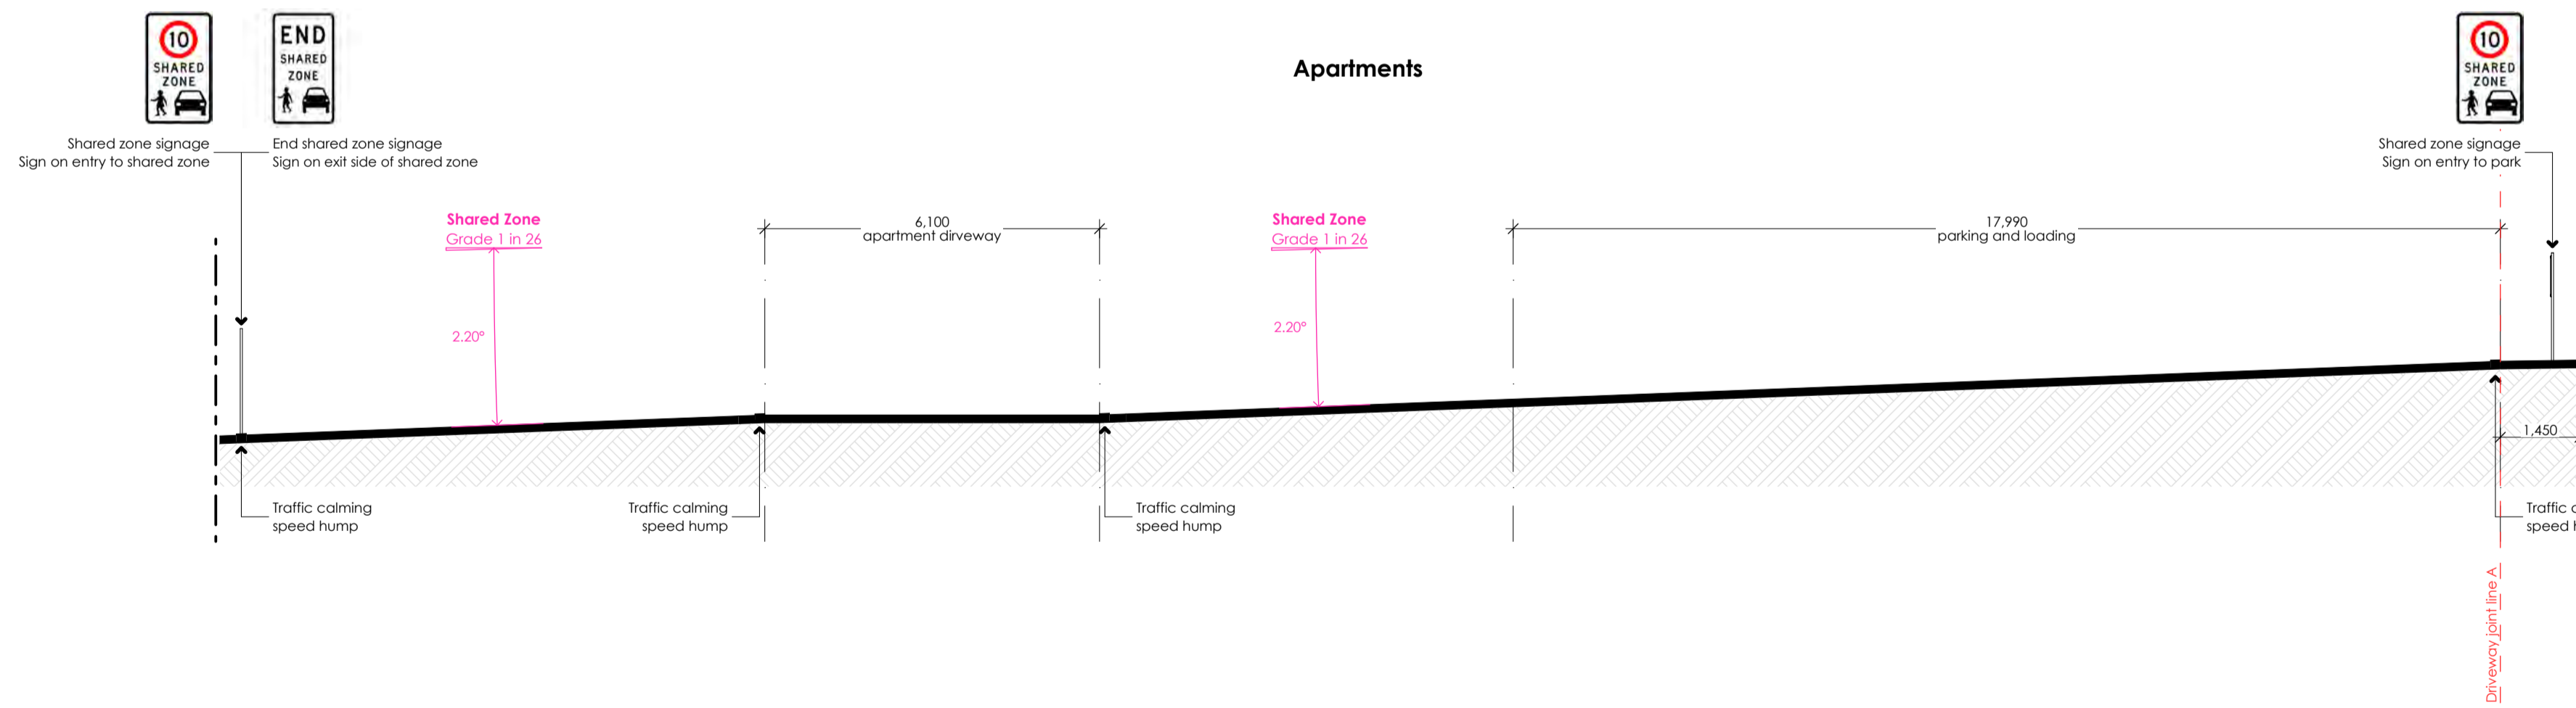 10
SHARED
ZONE
END
SHARED
ZONE
Apartments
10
SHARED
ZONE
Shared zone signage
Sign on entry to shared zone
End shared zone signage
Sign on exit side of shared zone
Shared zone signage
Sign on entry to park
Shared Zone
Grade 1 in 26
6,100
apartment dirveway
Shared Zone
Grade 1 in 26
17,990
parking and loading
2.20°
2.20°
1,450
Traffic calming
speed hump
Traffic calming
speed hump
Traffic calming
speed hump
Traffic
speed
Driveway joint line A